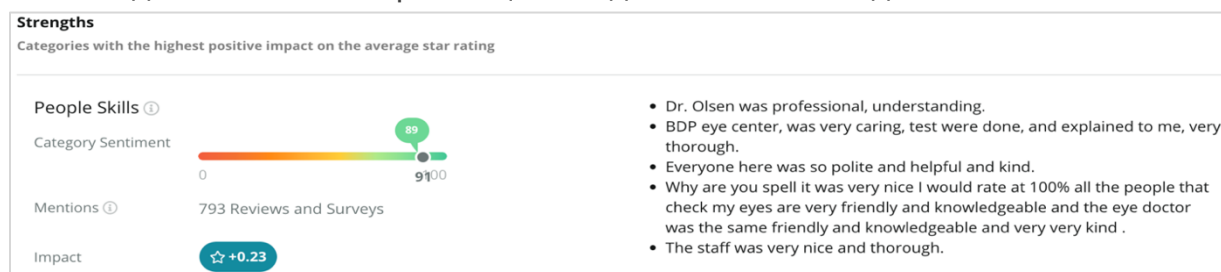 Strengths
Categories with the highest positive impact on the average star rating
People Skills
89
Category Sentiment
0
91
100
Mentions
793 Reviews and Surveys
Impact
+0.23
• Dr. Olsen was professional, understanding.
• BDP eye center, was very caring, test were done, and explained to me, very
thorough.
• Everyone here was so polite and helpful and kind.
• Why are you spell it was very nice I would rate at 100% all the people that
check my eyes are very friendly and knowledgeable and the eye doctor
was the same friendly and knowledgeable and very very kind .
• The staff was very nice and thorough.